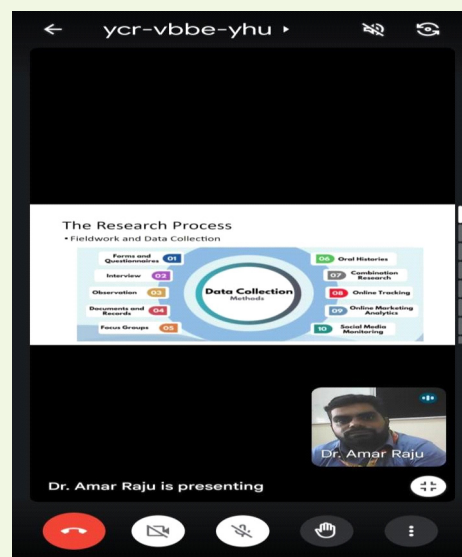 ycr-vbbe-yhu
The Research Process
• Fieldwork and Data Collection
Forms and
Questionnaires 01
Interview 02
Observation 03
Documents and
Records 04
Focus Groups 05
Data Collection
Methods
06 Oral Histories
07 Combination
Research
08 Online Tracking
09 Online Marketing
Analytics
10 Social Media
Monitoring
Dr. Amar Raju
Dr. Amar Raju is presenting